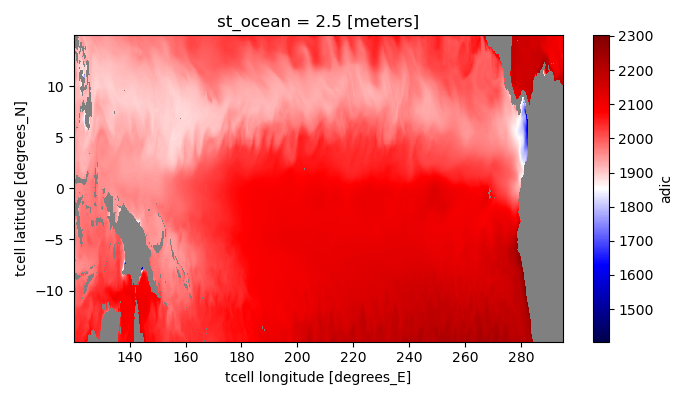 st_ocean = 2.5 [meters]
tcell latitude [degrees_N]
10
5
0
−5
−10
140 160 180 200 220 240 260 280
tcell longitude [degrees_E]
2300
2200
2100
2000
1900
1800
1700
1600
1500
adic